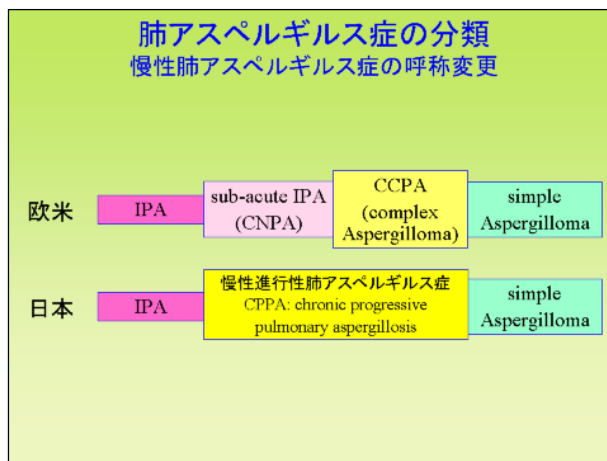 肺アスペルギルス症の分類
慢性肺アスペルギルス症の呼称変更
欧米
IPA
sub-acute IPA
(CNPA)
CCPA
(complex
Aspergilloma)
simple
Aspergilloma
日本
IPA
慢性進行性肺アスペルギルス症
CPPA: chronic progressive
pulmonary aspergillosis
simple
Aspergilloma